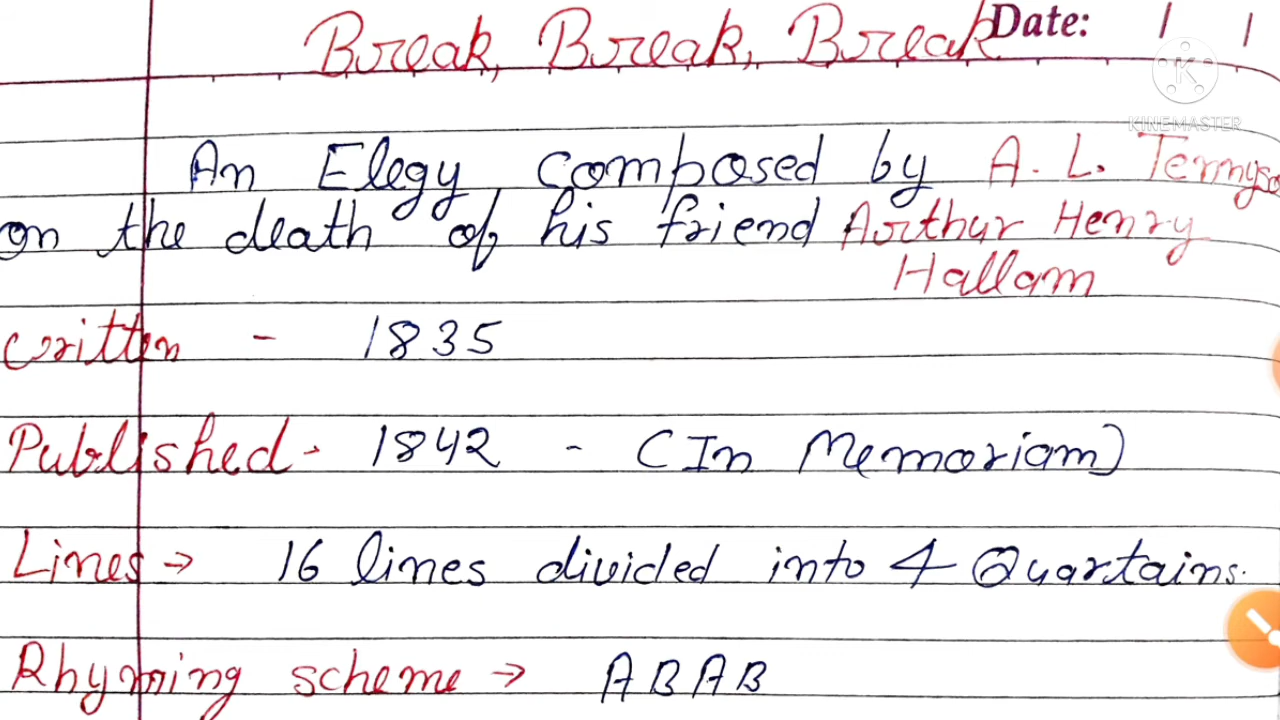 Break, Break, Break
Date: / /
KINEMASTER
An Elegy composed by A. L. Tennyson
on the death of his friend Arthur Henry
Hallam
written - 1835
Published - 1842 - (In Memoriam)
Lines → 16 lines divided into 4 Quartains.
Rhyming scheme → ABAB